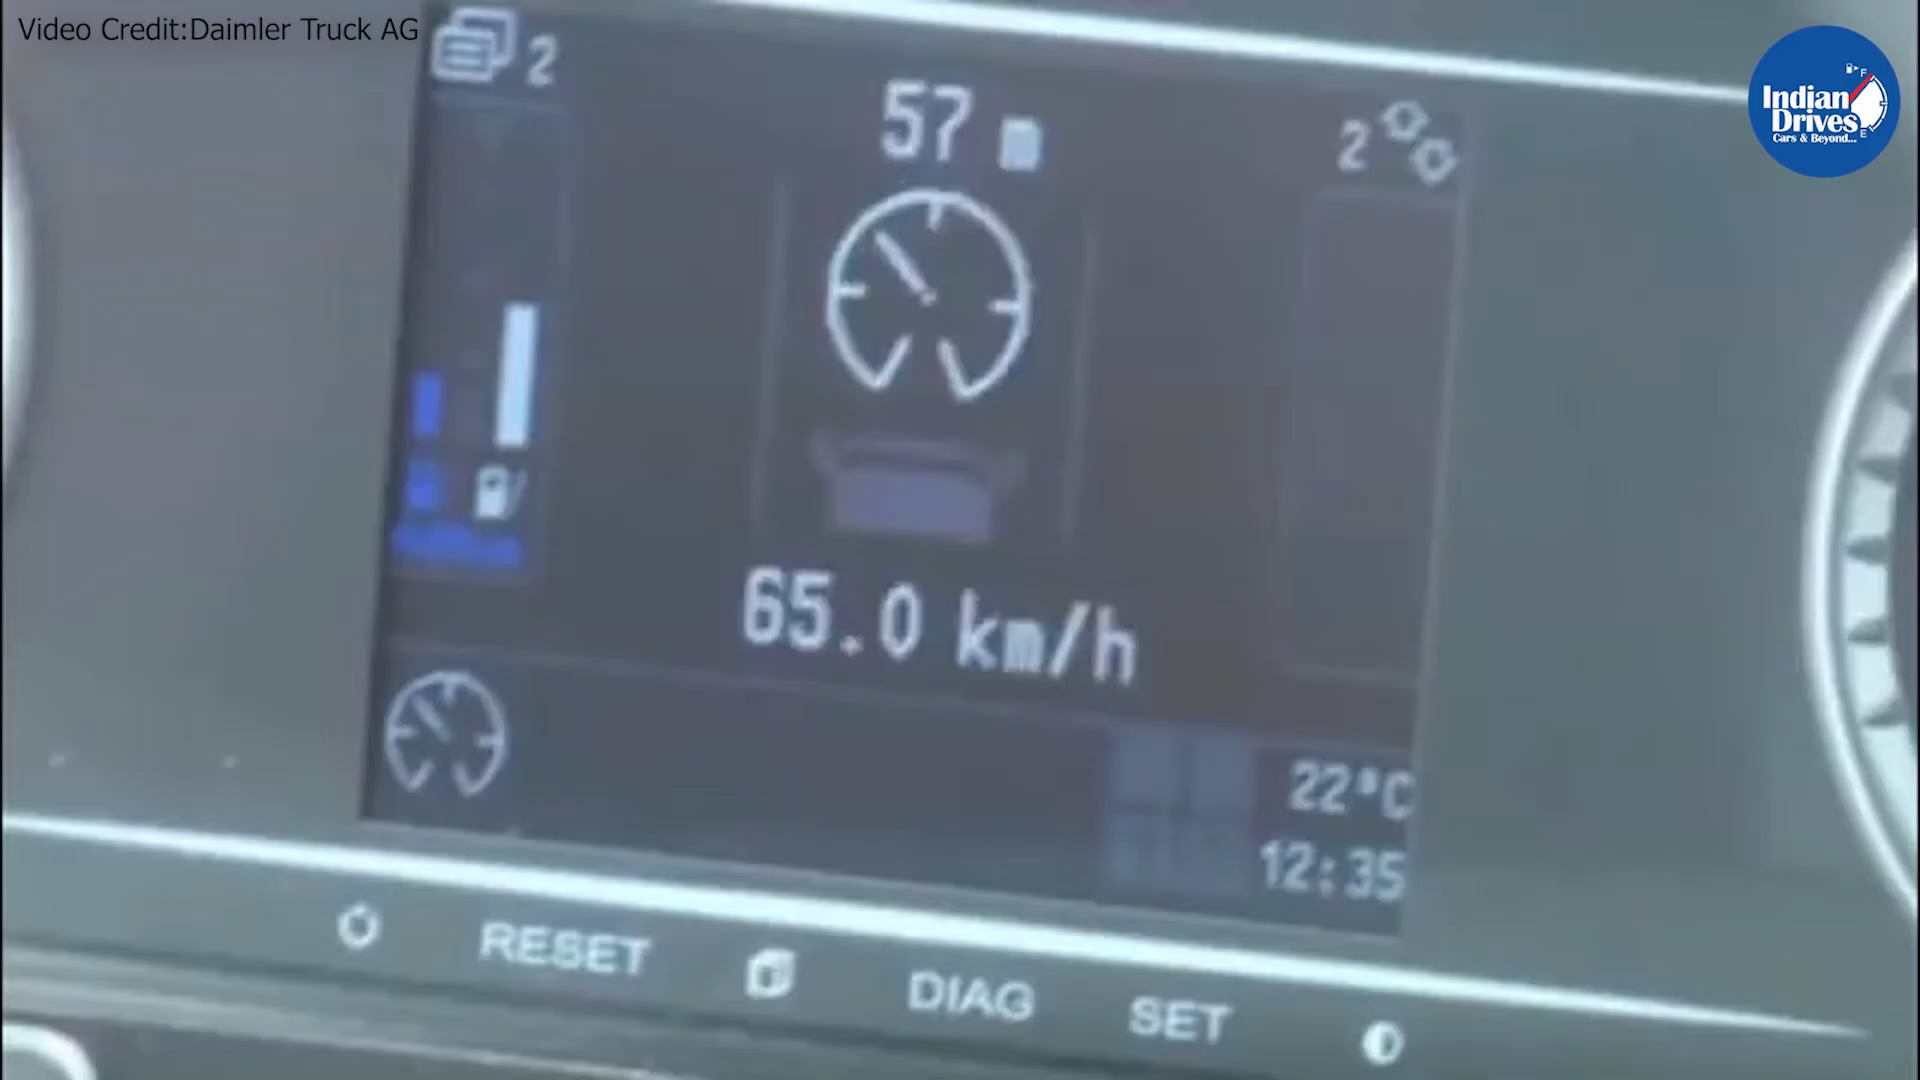 Video Credit:Daimler Truck AG
2
57 m
2
Indian
Drives
Cars & Beyond...
F
E
65.0 km/h
22°C
12:35
RESET
DIAG
SET